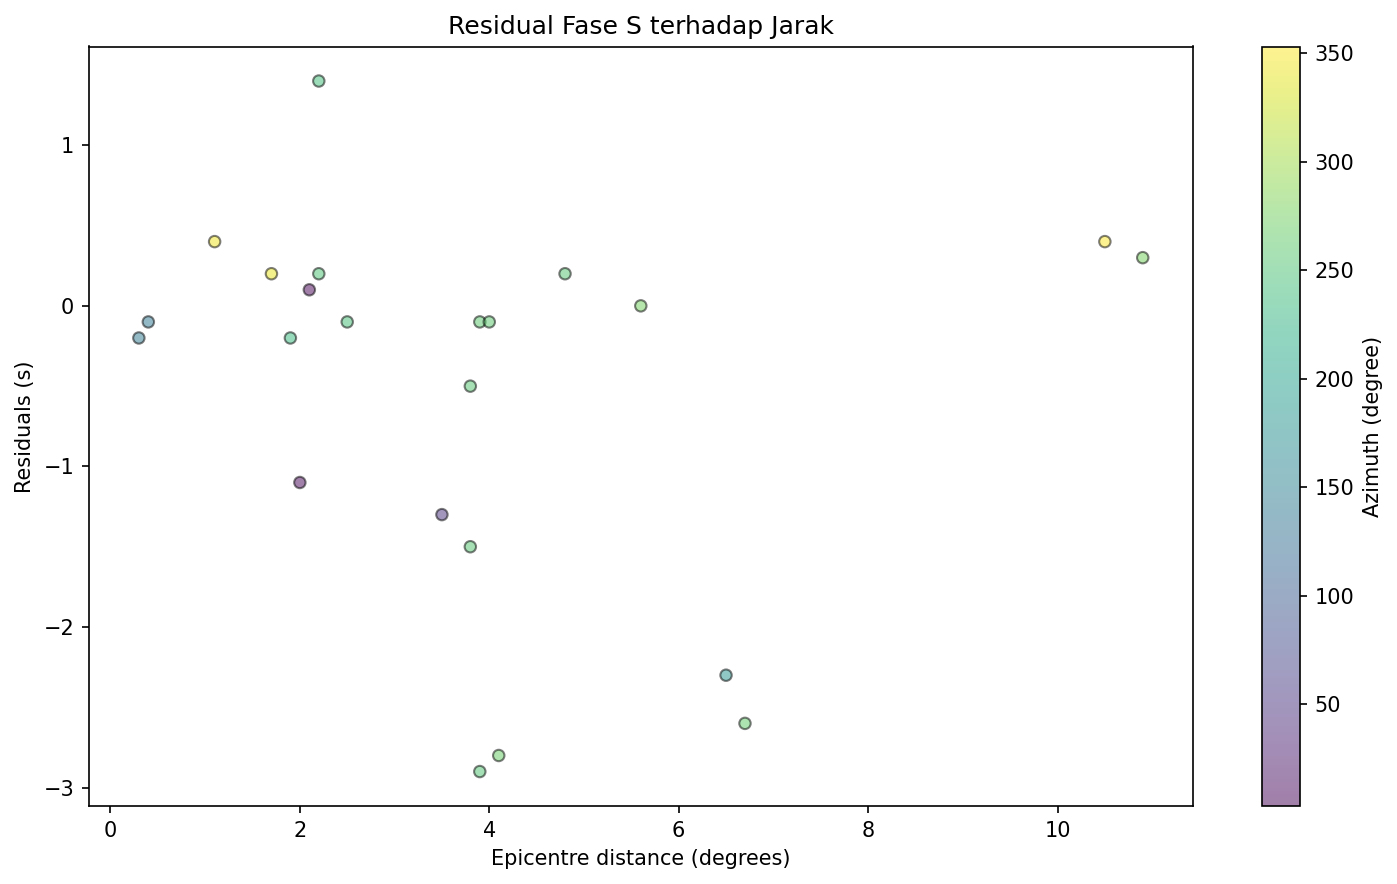 Residual Fase S terhadap Jarak
Residuals (s)
1
0
−1
−2
−3
0 2 4 6 8 10
Epicentre distance (degrees)
350
300
250
200
150
100
50
Azimuth (degree)